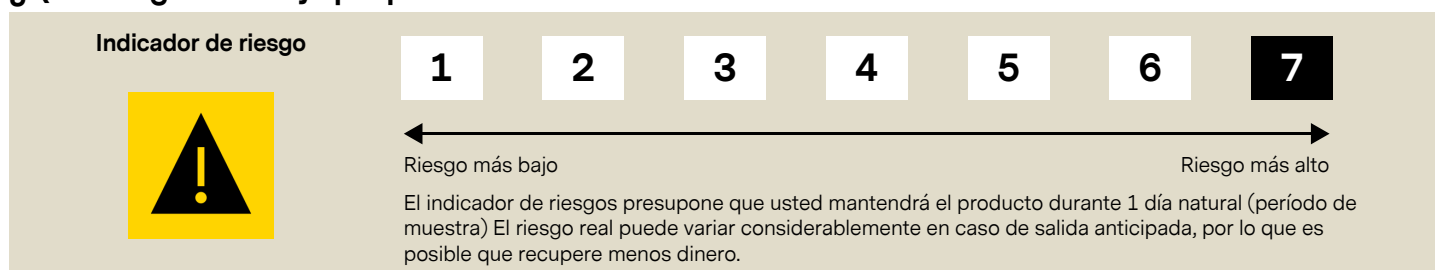 Indicador de riesgo
1 2 3 4 5 6 7
Riesgo más bajo Riesgo más alto
El indicador de riesgos presupone que usted mantendrá el producto durante 1 día natural (período de
muestra) El riesgo real puede variar considerablemente en caso de salida anticipada, por lo que es
posible que recupere menos dinero.